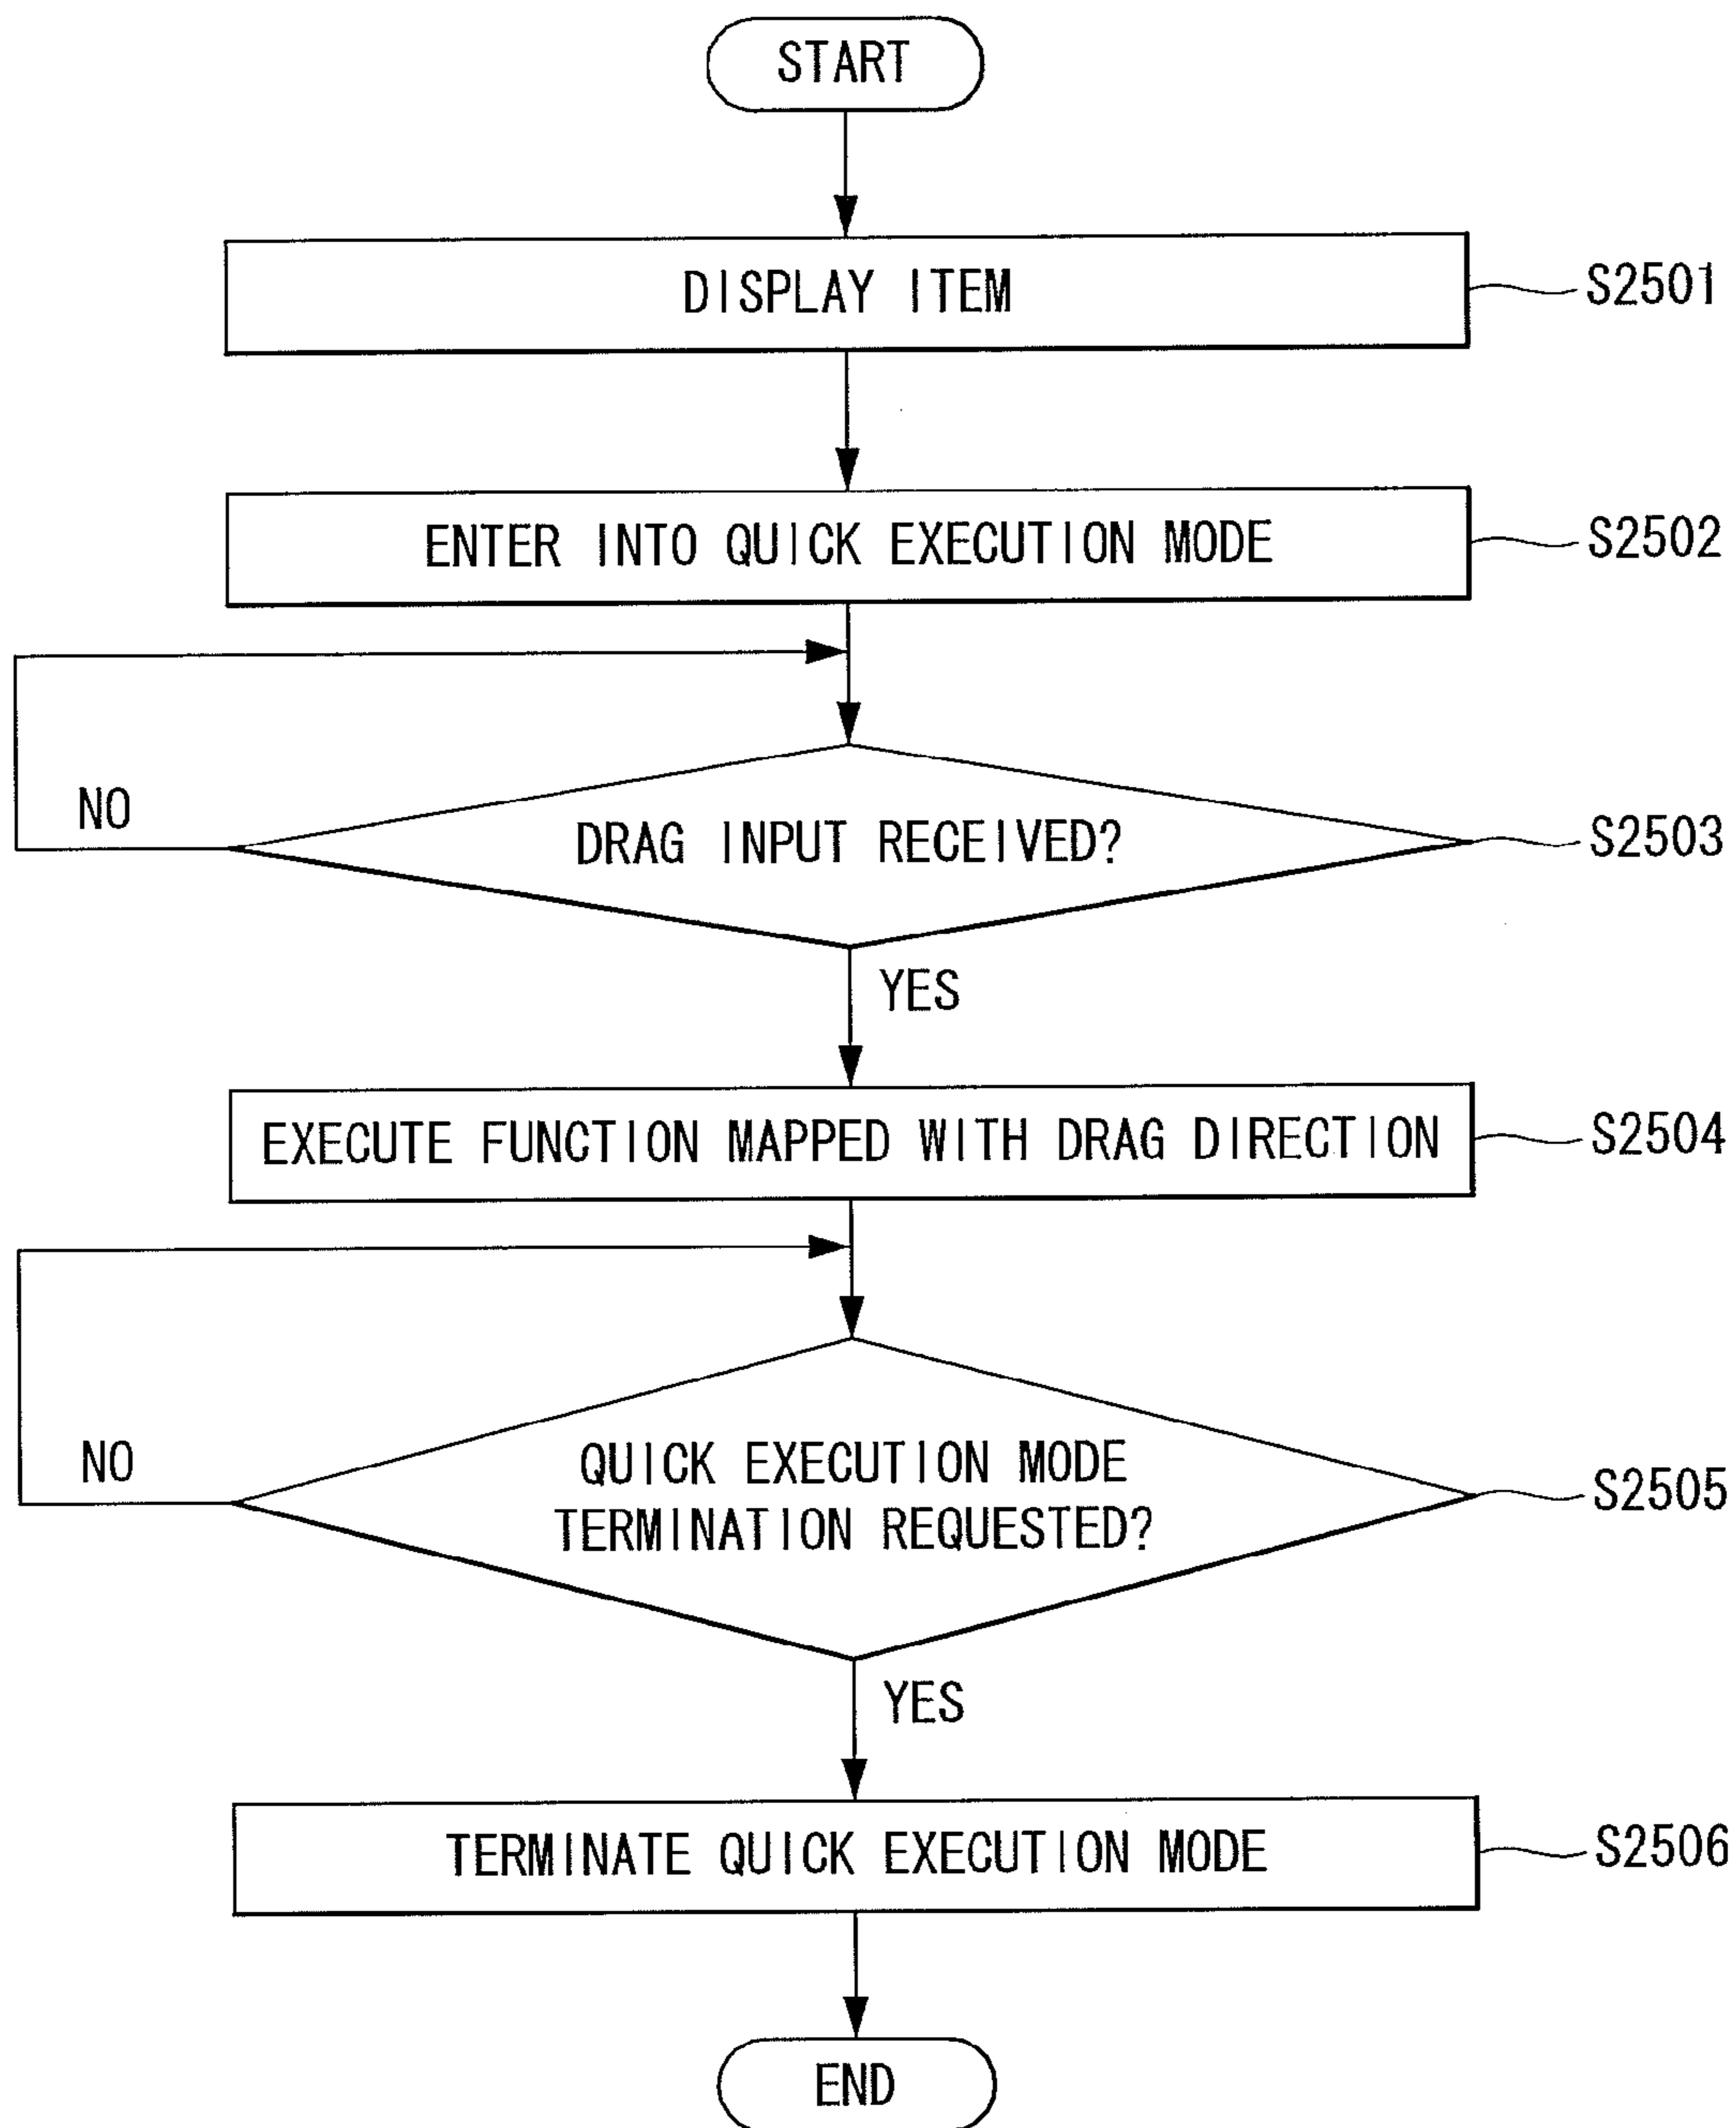 START
DISPLAY ITEM
S2501
ENTER INTO QUICK EXECUTION MODE
S2502
NO
DRAG INPUT RECEIVED?
S2503
YES
EXECUTE FUNCTION MAPPED WITH DRAG DIRECTION
S2504
NO
QUICK EXECUTION MODE
TERMINATION REQUESTED?
S2505
YES
TERMINATE QUICK EXECUTION MODE
S2506
END